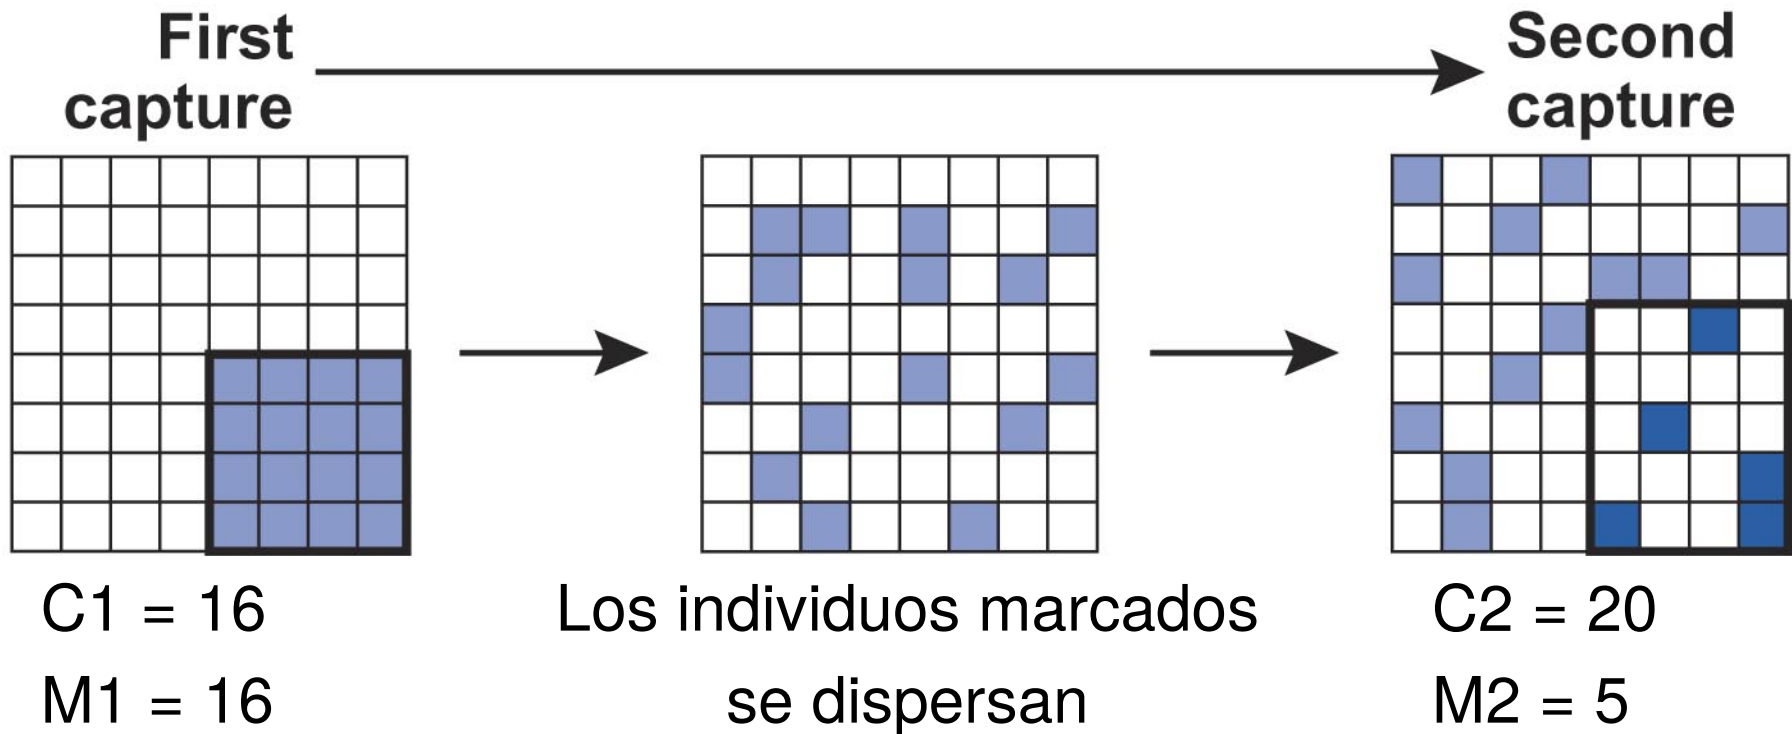 First
capture
Second
capture
C1 = 16
M1 = 16
Los individuos marcados
se dispersan
C2 = 20
M2 = 5